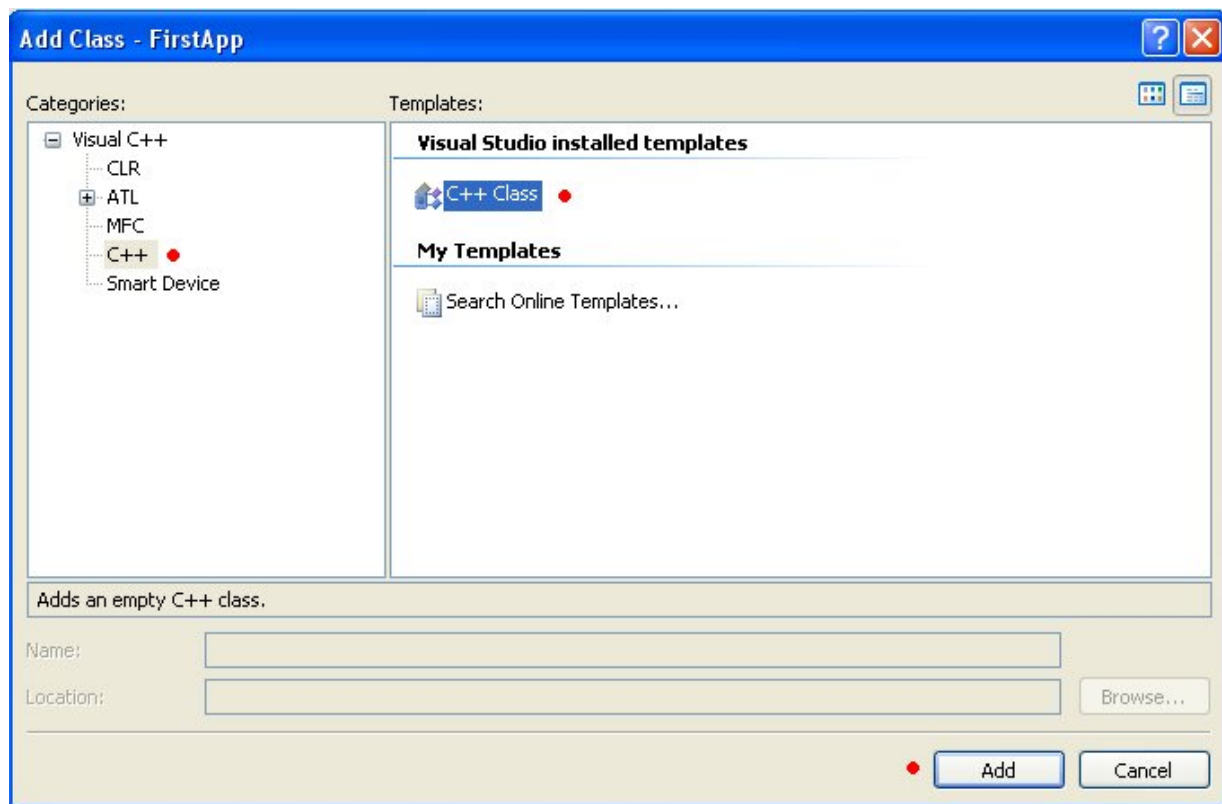 Add Class - FirstApp
Categories:
Templates:
Visual C++
CLR
ATL
MFC
C++
Smart Device
Visual Studio installed templates
C++ Class
My Templates
Search Online Templates...
Adds an empty C++ class.
Name:
Location:
Browse...
Add
Cancel